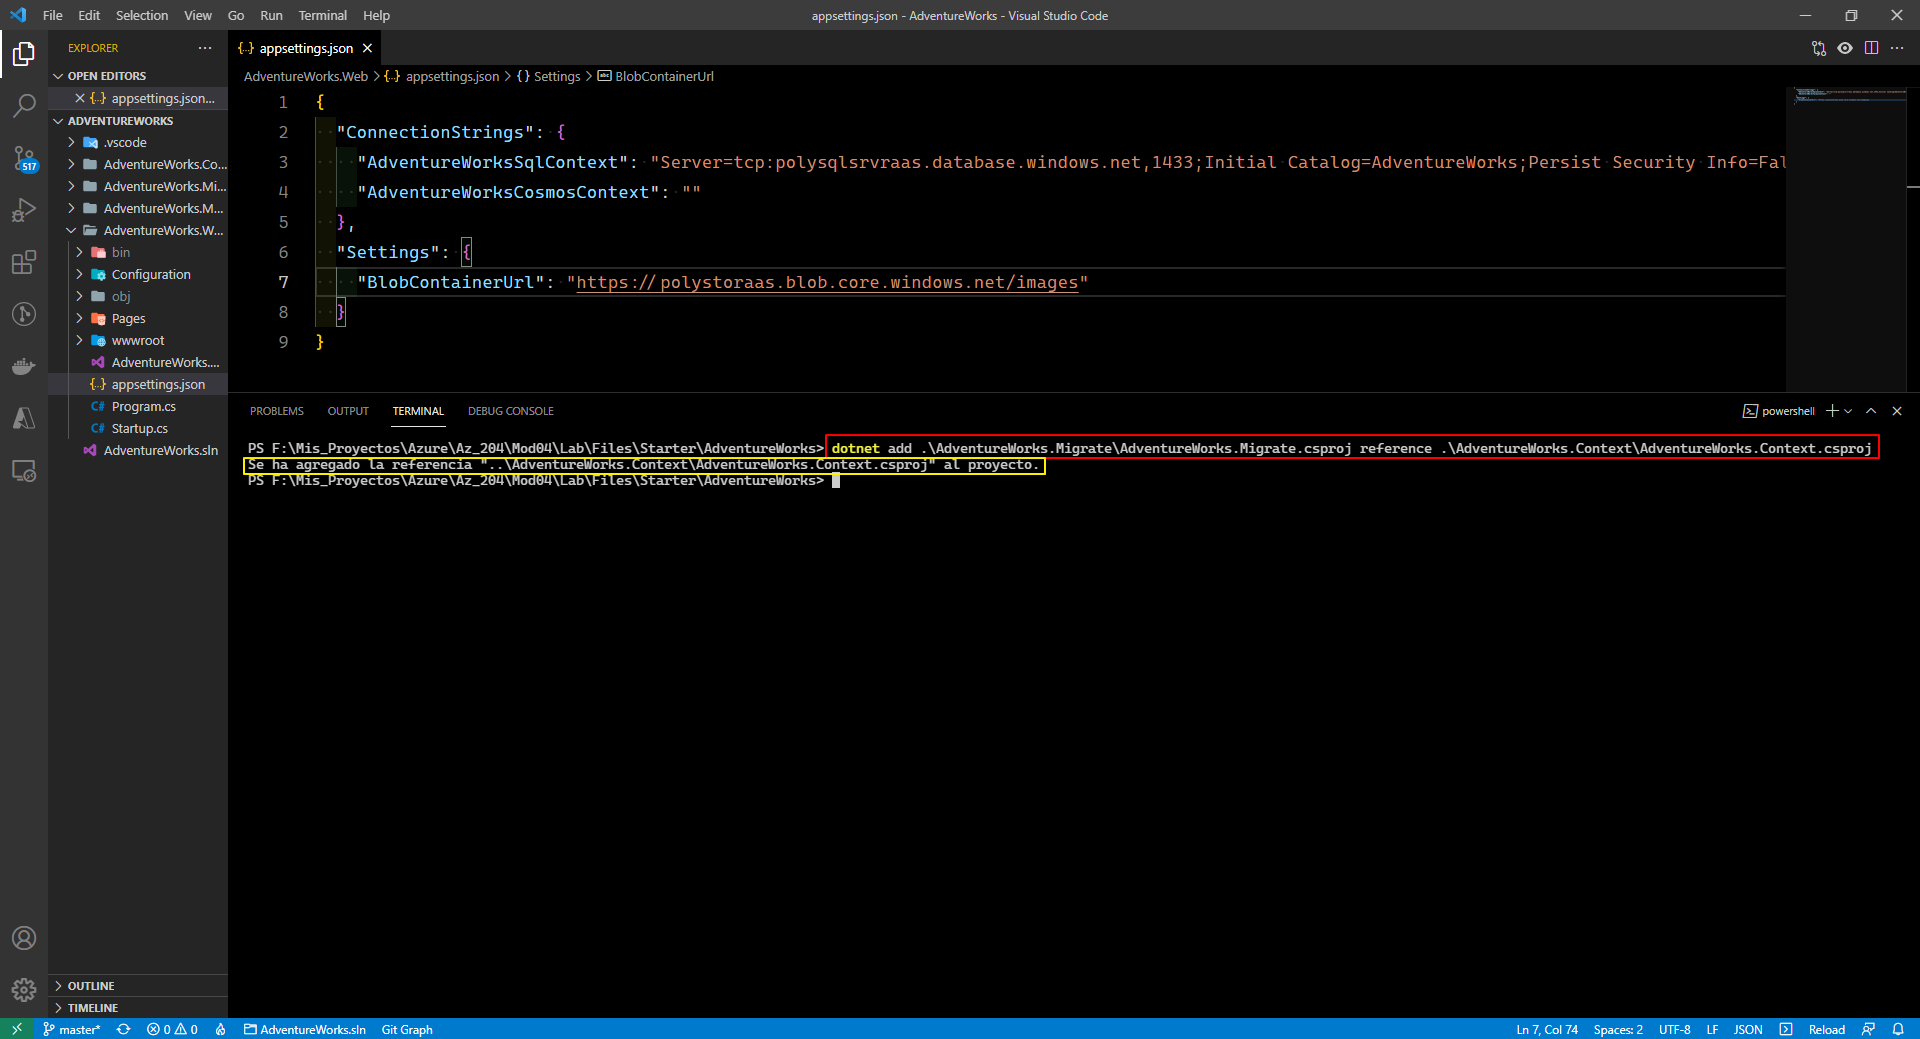 File Edit Selection View Go Run Terminal Help
appsettings.json - AdventureWorks - Visual Studio Code
EXPLORER
OPEN EDITORS
appsettings.json...
ADVENTUREWORKS
.vscode
AdventureWorks.Co...
AdventureWorks.Mi...
AdventureWorks.M...
AdventureWorks.W...
bin
Configuration
obj
Pages
wwwroot
AdventureWorks....
appsettings.json
Program.cs
Startup.cs
AdventureWorks.sln
OUTLINE
TIMELINE
517
appsettings.json
AdventureWorks.Web > {..} appsettings.json > {} Settings > BlobContainerUrl
1 {
2 "ConnectionStrings": {
3 "AdventureWorksSqlContext": "Server=tcp:polysqlsrvraas.database.windows.net,1433;Initial Catalog=AdventureWorks;Persist Security Info=Fal
4 "AdventureWorksCosmosContext": ""
5 },
6 "Settings": {
7 "BlobContainerUrl": "https://polystoraas.blob.core.windows.net/images"
8 }
9 }
PROBLEMS OUTPUT TERMINAL DEBUG CONSOLE
powershell
PS F:\Mis_Proyectos\Azure\Az_204\Mod04\Lab\Files\Starter\AdventureWorks> dotnet add .\AdventureWorks.Migrate\AdventureWorks.Migrate.csproj reference .\AdventureWorks.Context\AdventureWorks.Context.csproj
Se ha agregado la referencia "..\AdventureWorks.Context\AdventureWorks.Context.csproj" al proyecto.
PS F:\Mis_Proyectos\Azure\Az_204\Mod04\Lab\Files\Starter\AdventureWorks>
master* 0 0 AdventureWorks.sln Git Graph
Ln 7, Col 74 Spaces: 2 UTF-8 LF JSON Reload